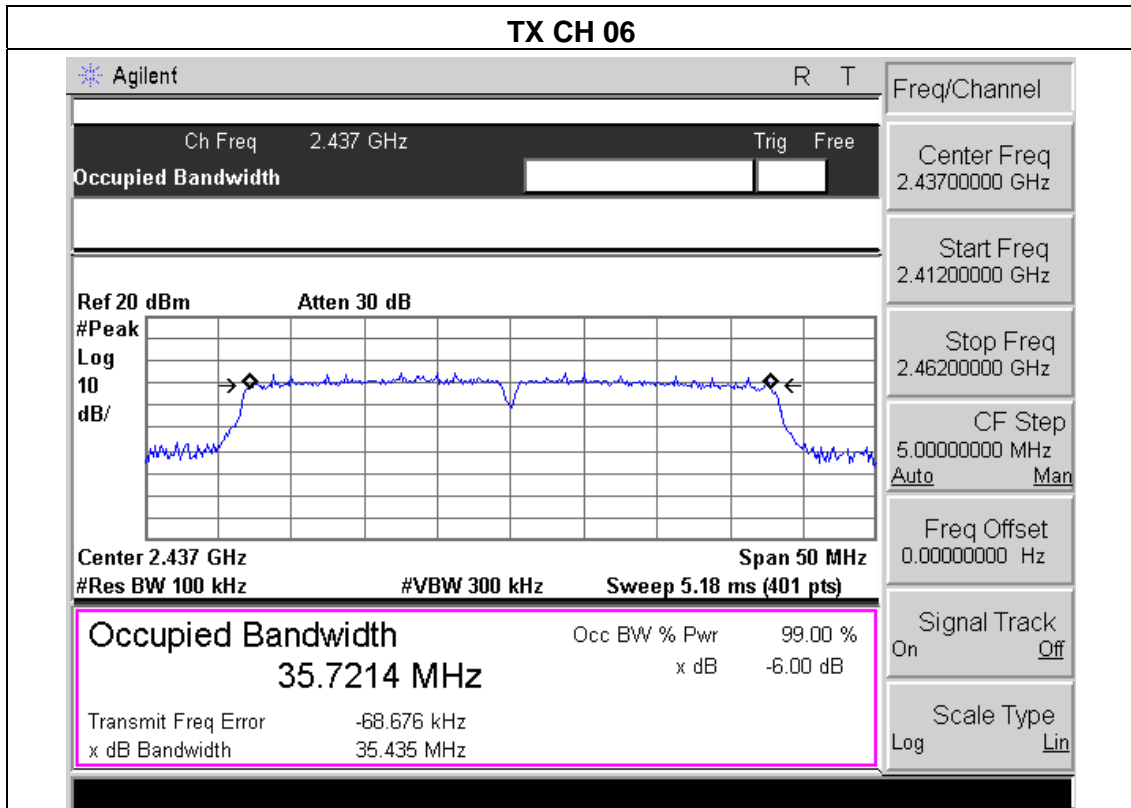 TX CH 06
Agilent R T
Freq/Channel
Ch Freq 2.437 GHz Trig Free
Occupied Bandwidth
Center Freq
2.43700000 GHz
Start Freq
2.41200000 GHz
Stop Freq
2.46200000 GHz
CF Step
5.00000000 MHz
Auto Man
Freq Offset
0.00000000 Hz
Signal Track
On Off
Scale Type
Log Lin
Ref 20 dBm Atten 30 dB
#Peak
Log
10
dB/
Center 2.437 GHz Span 50 MHz
#Res BW 100 kHz #VBW 300 kHz Sweep 5.18 ms (401 pts)
Occupied Bandwidth Occ BW % Pwr 99.00 %
35.7214 MHz x dB -6.00 dB
Transmit Freq Error -68.676 kHz
x dB Bandwidth 35.435 MHz